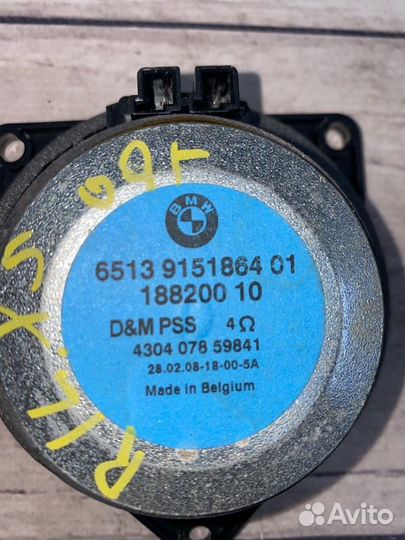 BMW
6513 9151864 01
188200 10
D&M PSS 4Ω
4304 078 59841
28.02.08-18-00-5A
Made in Belgium
Avito